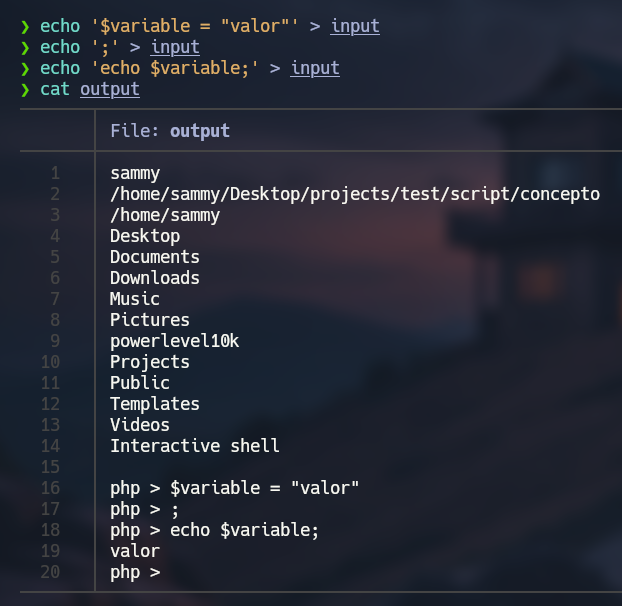 ❯ echo '$variable = "valor"' > input
❯ echo ';' > input
❯ echo 'echo $variable;' > input
❯ cat output
File: output
1 sammy
2 /home/sammy/Desktop/projects/test/script/concepto
3 /home/sammy
4 Desktop
5 Documents
6 Downloads
7 Music
8 Pictures
9 powerlevel10k
10 Projects
11 Public
12 Templates
13 Videos
14 Interactive shell
15
16 php > $variable = "valor"
17 php > ;
18 php > echo $variable;
19 valor
20 php >